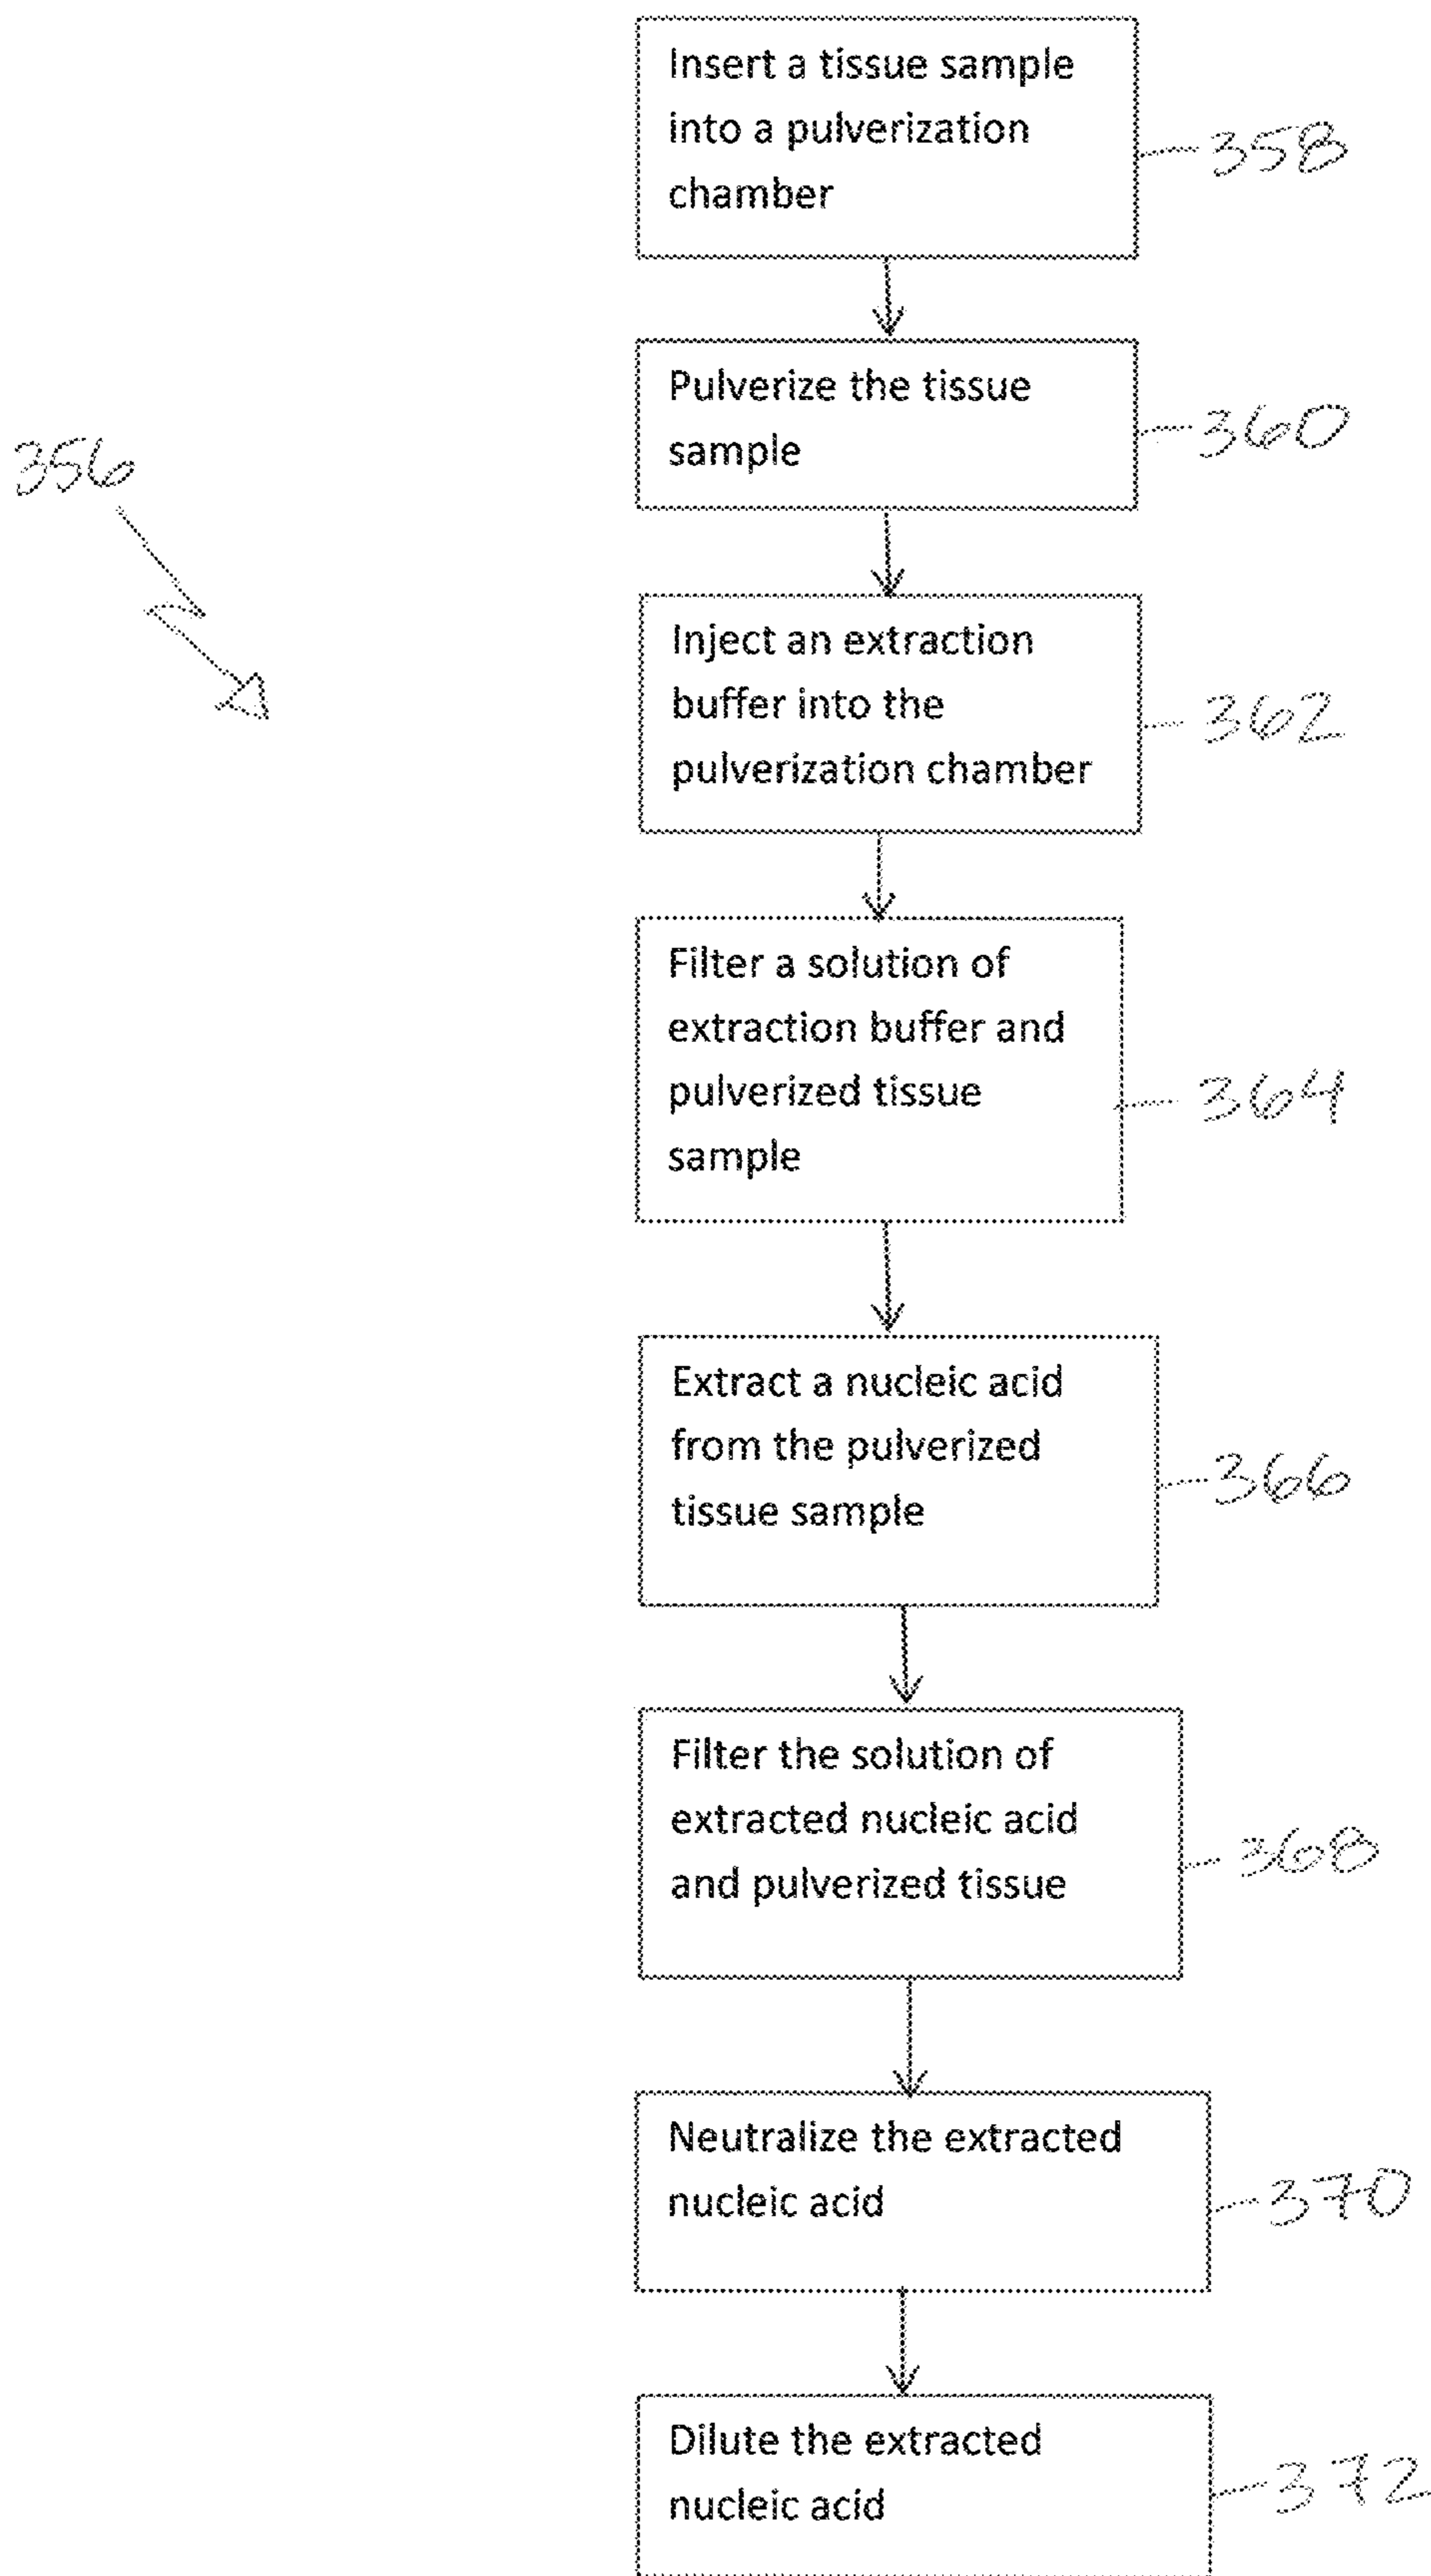 Insert a tissue sample
into a pulverization
chamber
358
Pulverize the tissue
sample
360
356
Inject an extraction
buffer into the
pulverization chamber
362
Filter a solution of
extraction buffer and
pulverized tissue
sample
364
Extract a nucleic acid
from the pulverized
tissue sample
366
Filter the solution of
extracted nucleic acid
and pulverized tissue
368
Neutralize the extracted
nucleic acid
370
Dilute the extracted
nucleic acid
372